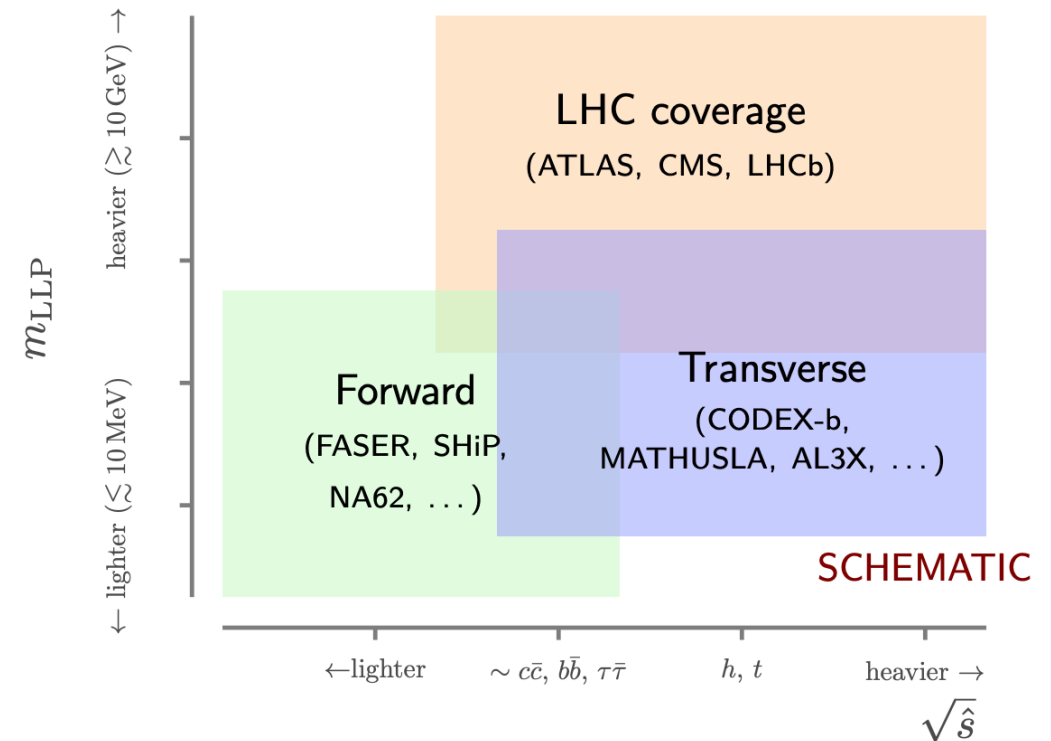 heavier (≳ 10 GeV) →
m_LLP
← lighter (≲ 10 MeV)
LHC coverage
(ATLAS, CMS, LHCb)
Forward
(FASER, SHiP,
NA62, ...)
Transverse
(CODEX-b,
MATHUSLA, AL3X, ...)
SCHEMATIC
←lighter
∼ cc̄, bb̄, ττ̄
h, t
heavier →
√ŝ